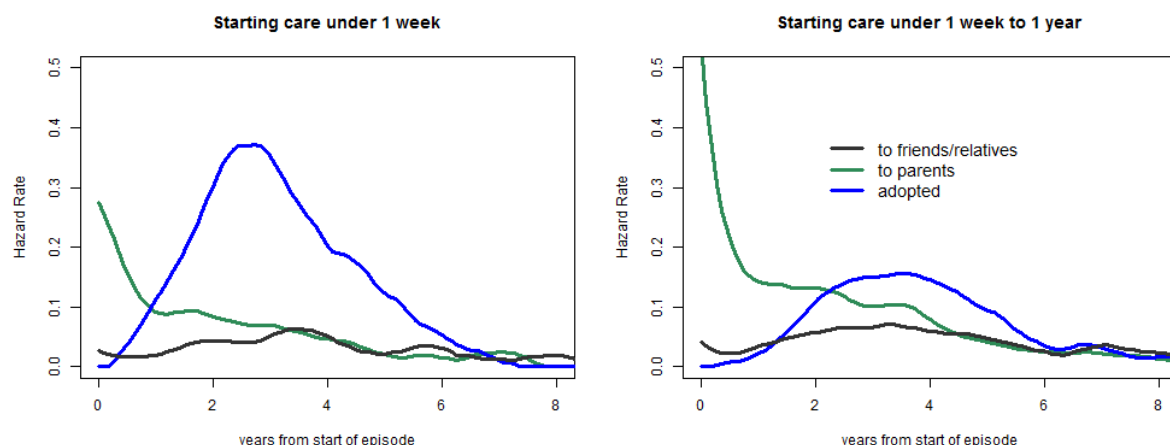 Starting care under 1 week
Hazard Rate
0.5
0.4
0.3
0.2
0.1
0.0
0 2 4 6 8
years from start of episode
Starting care under 1 week to 1 year
Hazard Rate
0.5
0.4
0.3
0.2
0.1
0.0
to friends/relatives
to parents
adopted
0 2 4 6 8
years from start of episode